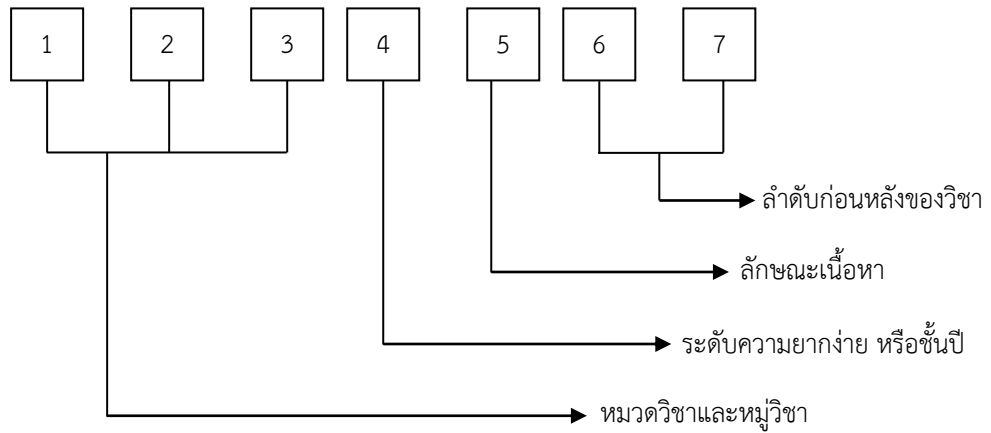 1 2 3 4 5 6 7
ลำดับก่อนหลังของวิชา
ลักษณะเนื้อหา
ระดับความยากง่าย หรือชั้นปี
หมวดวิชาและหมู่วิชา